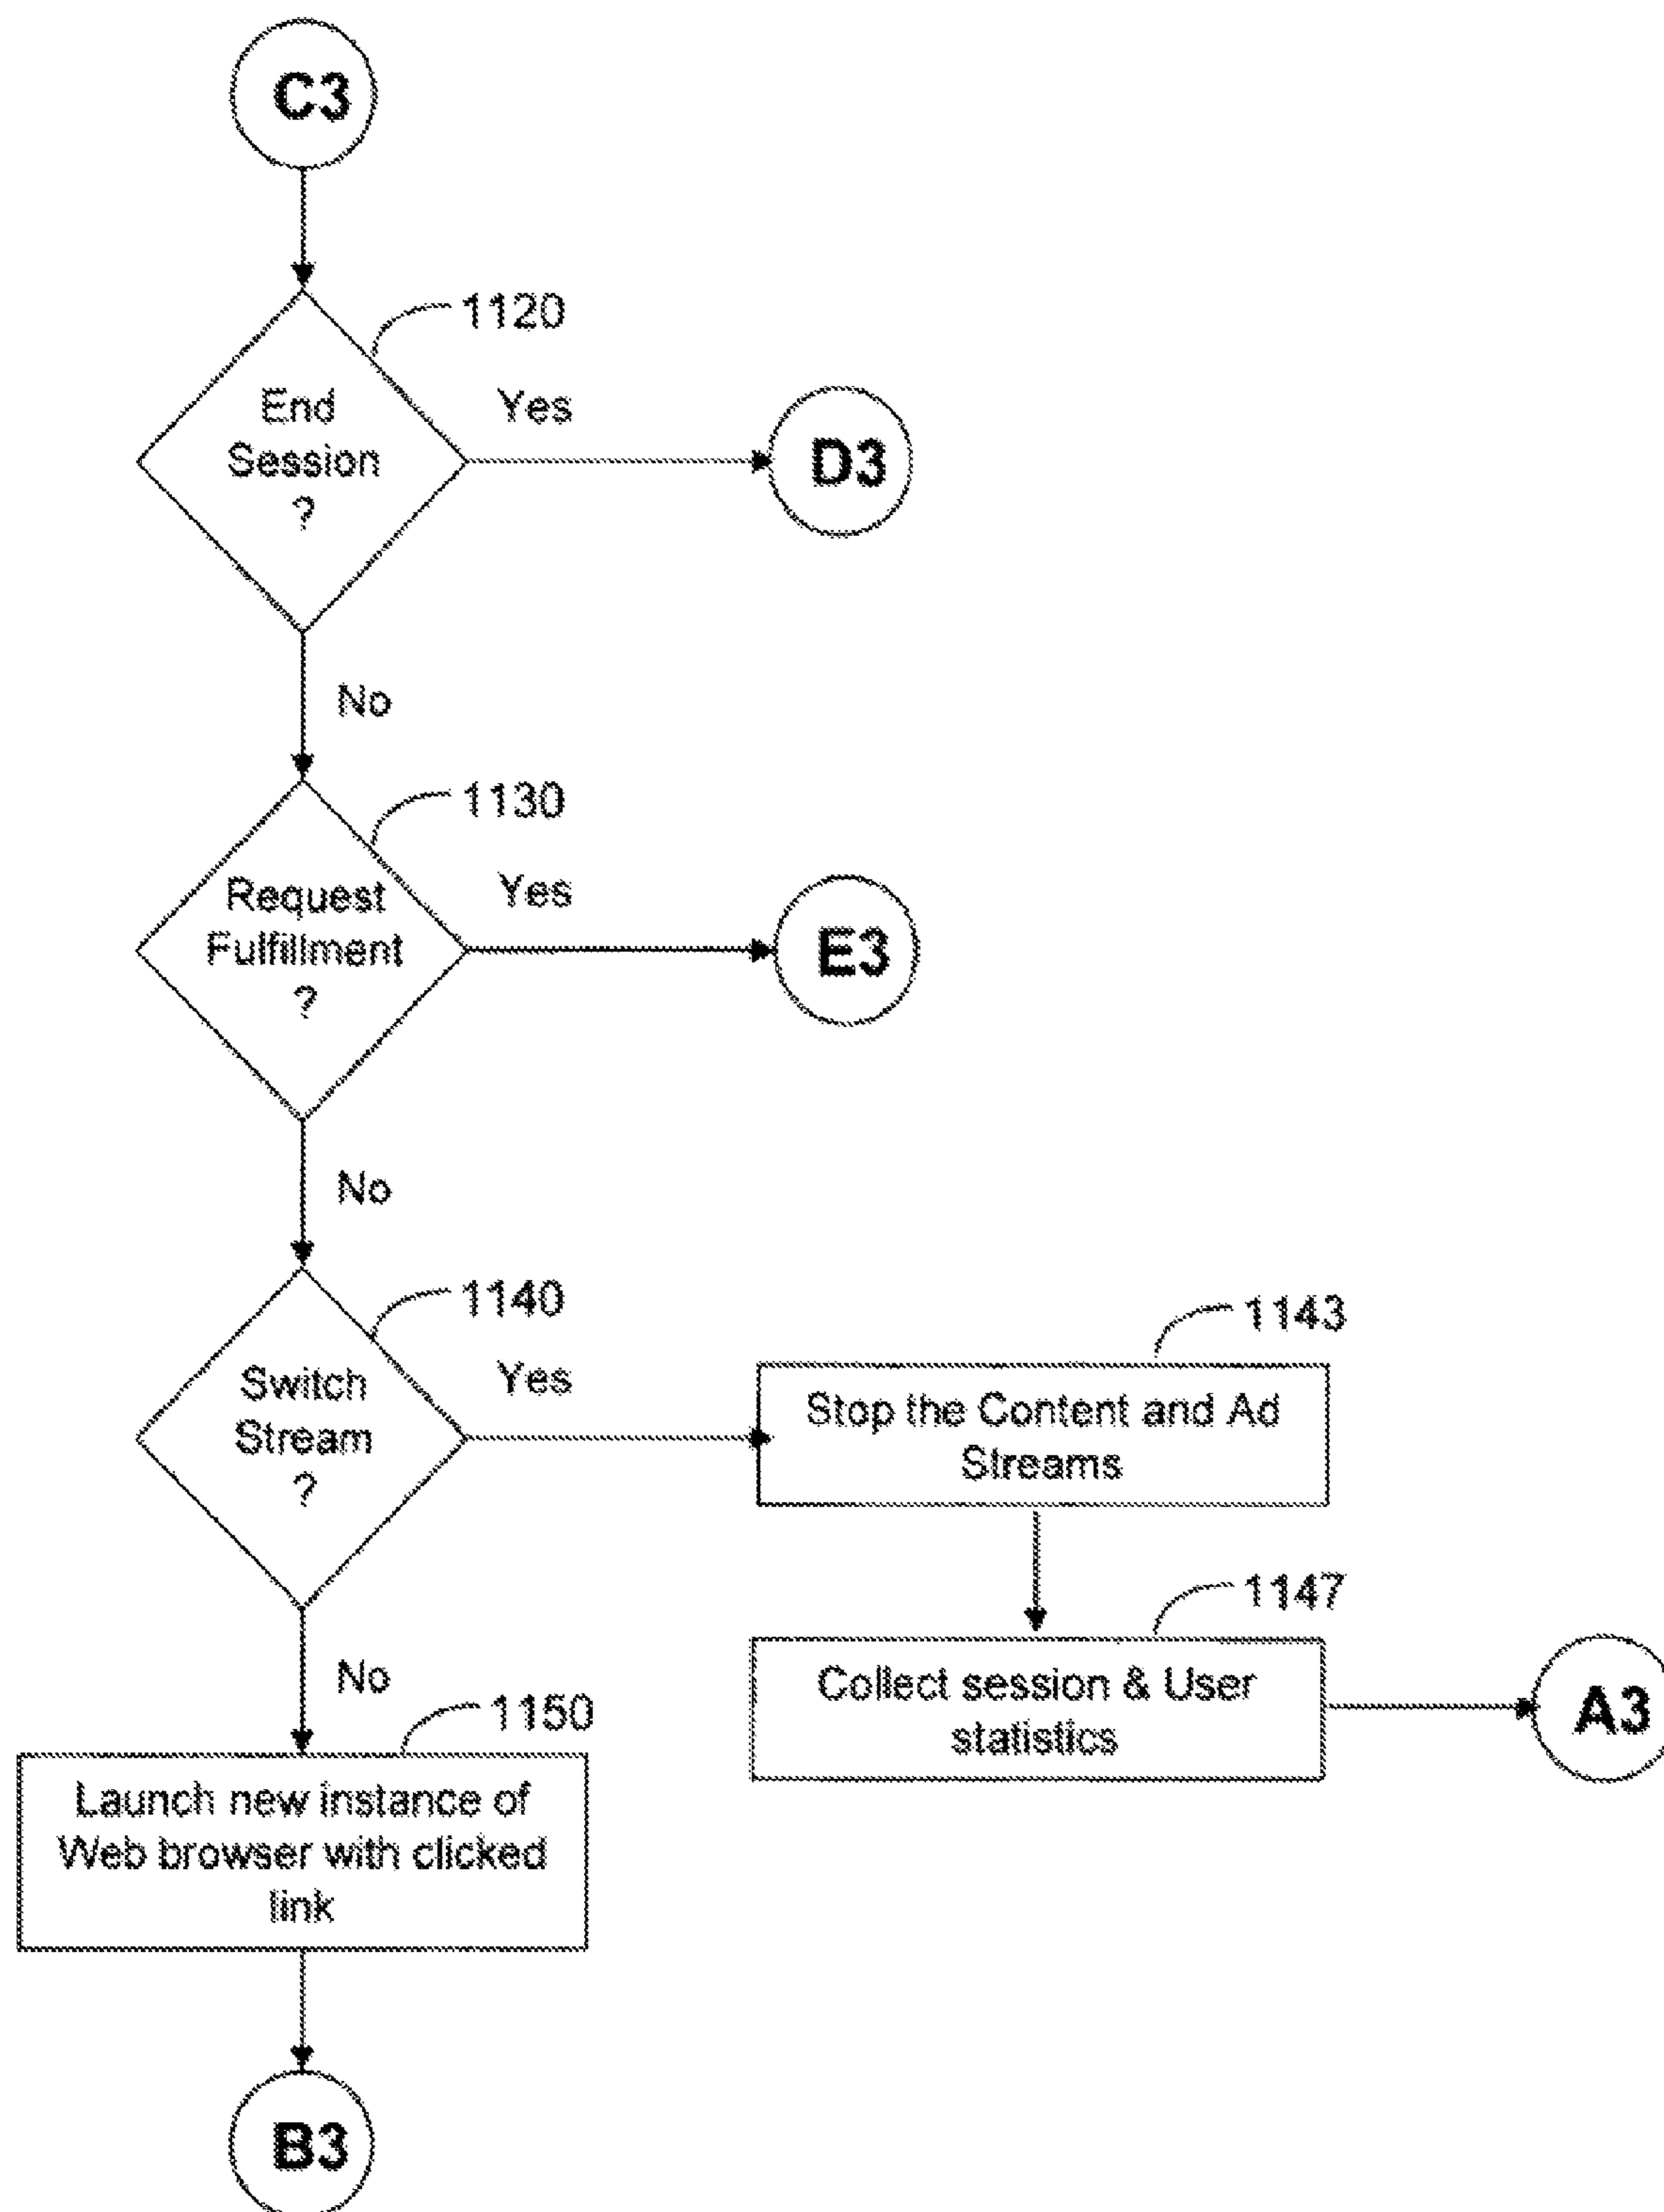 C3
1120
End
Session
?
Yes
D3
No
1130
Request
Fulfillment
?
Yes
E3
No
1140
Switch
Stream
?
Yes
1143
Stop the Content and Ad
Streams
1147
Collect session & User
statistics
A3
No
1150
Launch new instance of
Web browser with clicked
link
B3